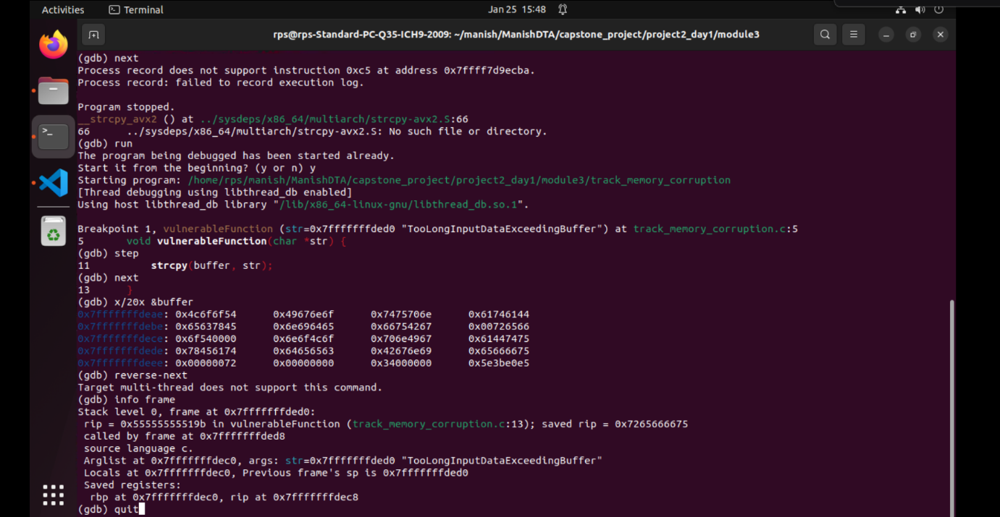 Activities Terminal Jan 25 15:48
rps@rps-Standard-PC-Q35-ICH9-2009: ~/manish/ManishDTA/capstone_project/project2_day1/module3
(gdb) next
Process record does not support instruction 0xc5 at address 0x7ffff7d9ecba.
Process record: failed to record execution log.
Program stopped.
__strcpy_avx2 () at ../sysdeps/x86_64/multiarch/strcpy-avx2.S:66
66 ../sysdeps/x86_64/multiarch/strcpy-avx2.S: No such file or directory.
(gdb) run
The program being debugged has been started already.
Start it from the beginning? (y or n) y
Starting program: /home/rps/manish/ManishDTA/capstone_project/project2_day1/module3/track_memory_corruption
[Thread debugging using libthread_db enabled]
Using host libthread_db library "/lib/x86_64-linux-gnu/libthread_db.so.1".
Breakpoint 1, vulnerableFunction (str=0x7fffffffded0 "TooLongInputDataExceedingBuffer") at track_memory_corruption.c:5
5 void vulnerableFunction(char *str) {
(gdb) step
11 strcpy(buffer, str);
(gdb) next
13 }
(gdb) x/20x &buffer
0x7fffffffdeae: 0x4c6f6f54 0x49676e6f 0x7475706e 0x61746144
0x7fffffffdebe: 0x65637845 0x6e696465 0x66754267 0x00726566
0x7fffffffdece: 0x6f540000 0x6e6f4c6f 0x706e4967 0x61447475
0x7fffffffdede: 0x78456174 0x64656563 0x42676e69 0x65666675
0x7fffffffdeee: 0x00000072 0x00000000 0x34000000 0x5e3be0e5
(gdb) reverse-next
Target multi-thread does not support this command.
(gdb) info frame
Stack level 0, frame at 0x7fffffffded0:
rip = 0x55555555519b in vulnerableFunction (track_memory_corruption.c:13); saved rip = 0x7265666675
called by frame at 0x7fffffffded8
source language c.
Arglist at 0x7fffffffdec0, args: str=0x7fffffffded0 "TooLongInputDataExceedingBuffer"
Locals at 0x7fffffffdec0, Previous frame's sp is 0x7fffffffded0
Saved registers:
rbp at 0x7fffffffdec0, rip at 0x7fffffffdec8
(gdb) quit